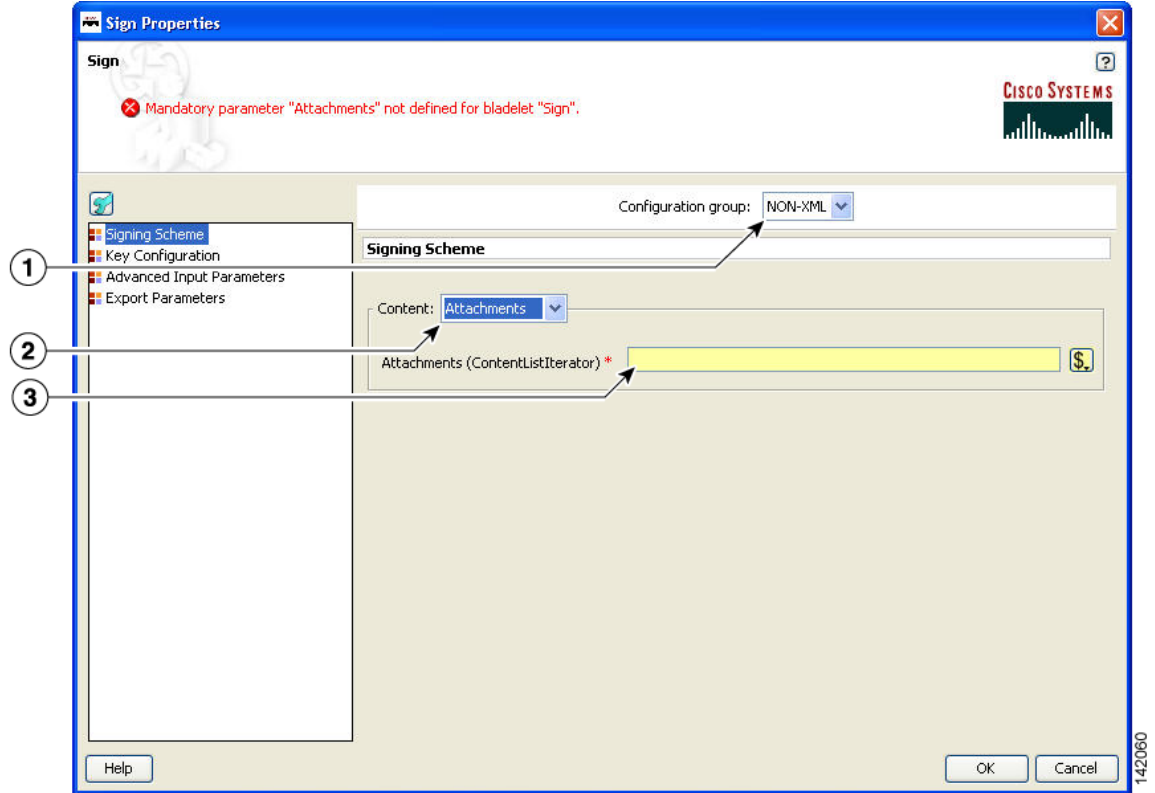 Sign Properties
Sign
?
CISCO SYSTEMS
Mandatory parameter "Attachments" not defined for bladelet "Sign".
Configuration group: NON-XML
Signing Scheme
Key Configuration
Advanced Input Parameters
Export Parameters
Signing Scheme
Content: Attachments
Attachments (ContentListIterator) *
$
1
2
3
Help
OK
Cancel
142060